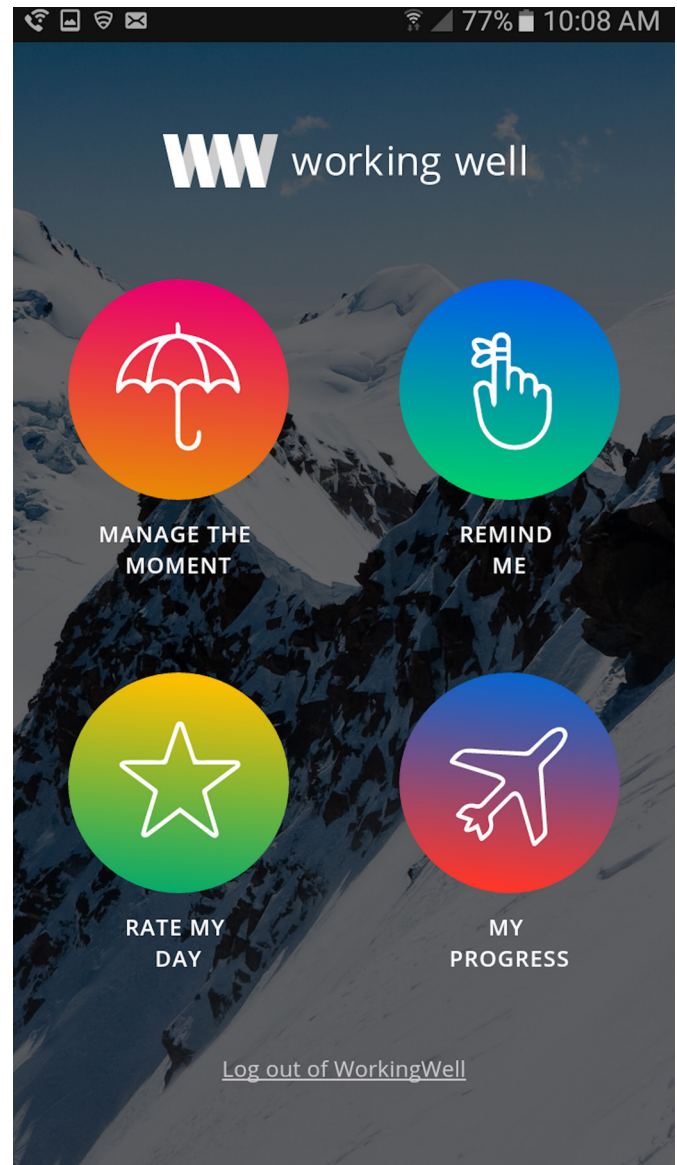 77% 10:08 AM
WW working well
MANAGE THE
MOMENT
REMIND
ME
RATE MY
DAY
MY
PROGRESS
Log out of WorkingWell